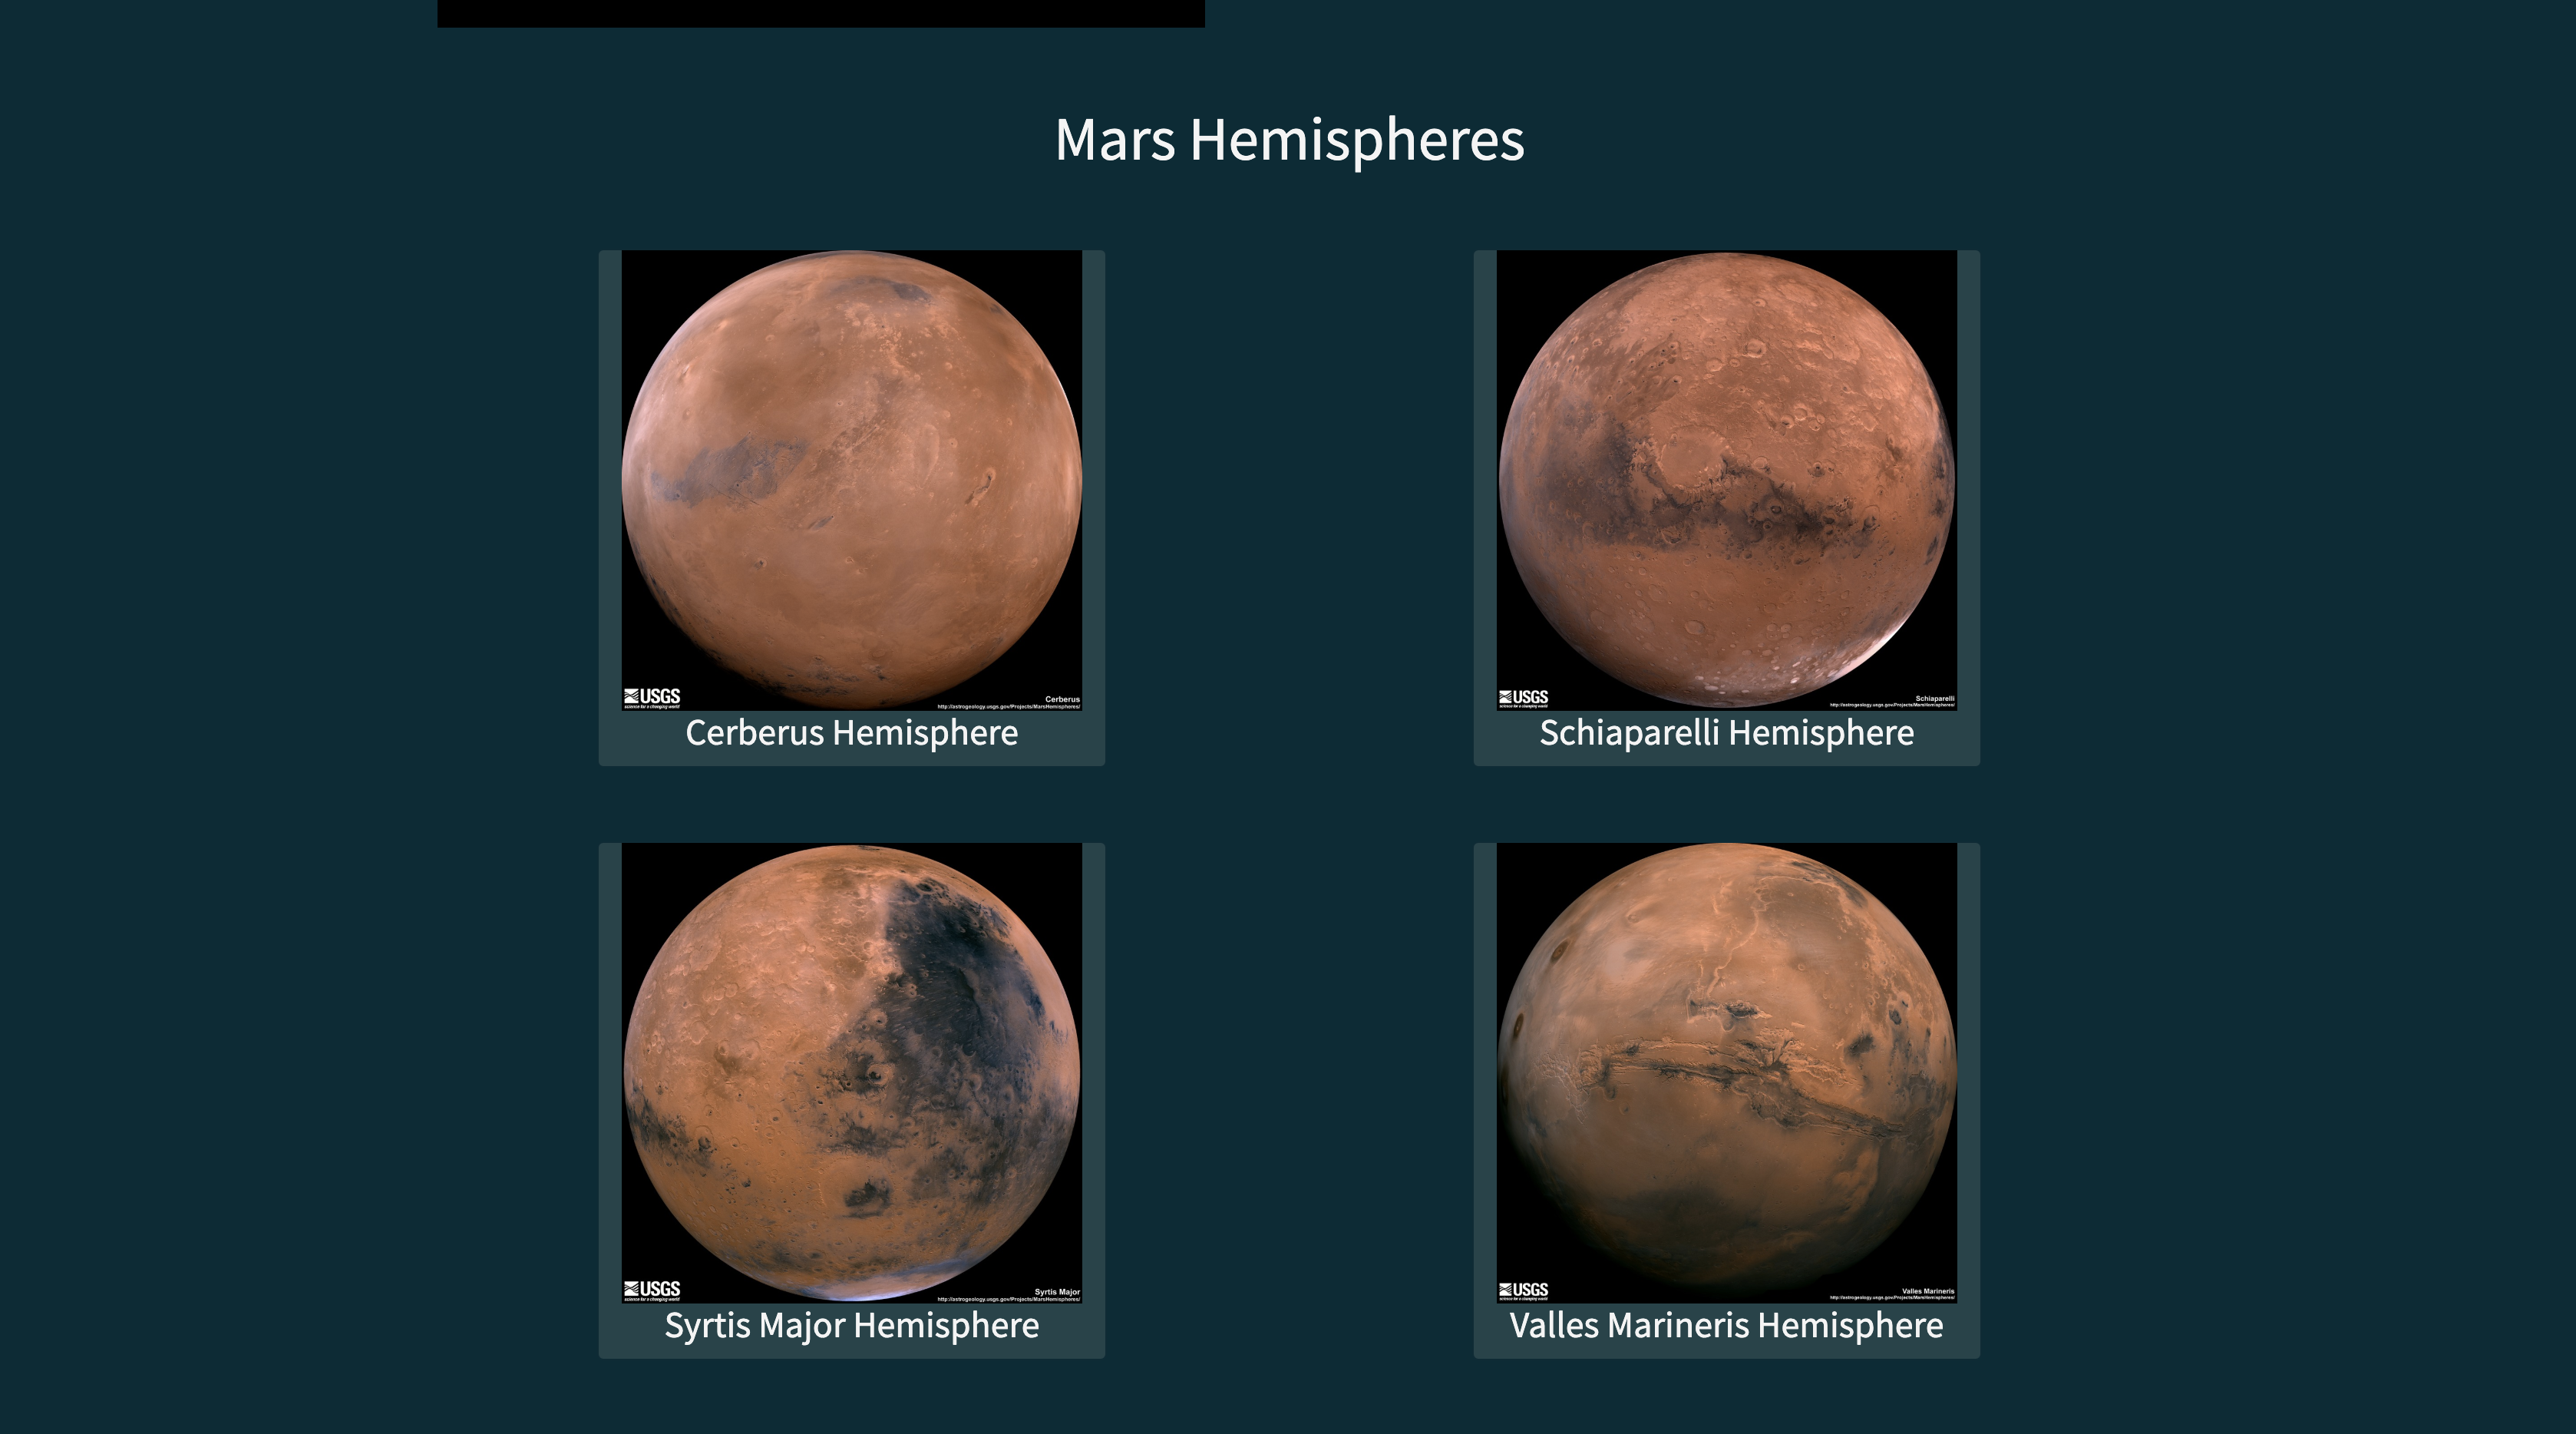 Mars Hemispheres
USGS
science for a changing world
Cerberus
http://astrogeology.usgs.gov/Projects/MarsHemispheres/
Cerberus Hemisphere
USGS
science for a changing world
Schiaparelli
http://astrogeology.usgs.gov/Projects/MarsHemispheres/
Schiaparelli Hemisphere
USGS
science for a changing world
Syrtis Major
http://astrogeology.usgs.gov/Projects/MarsHemispheres/
Syrtis Major Hemisphere
USGS
science for a changing world
Valles Marineris
http://astrogeology.usgs.gov/Projects/MarsHemispheres/
Valles Marineris Hemisphere